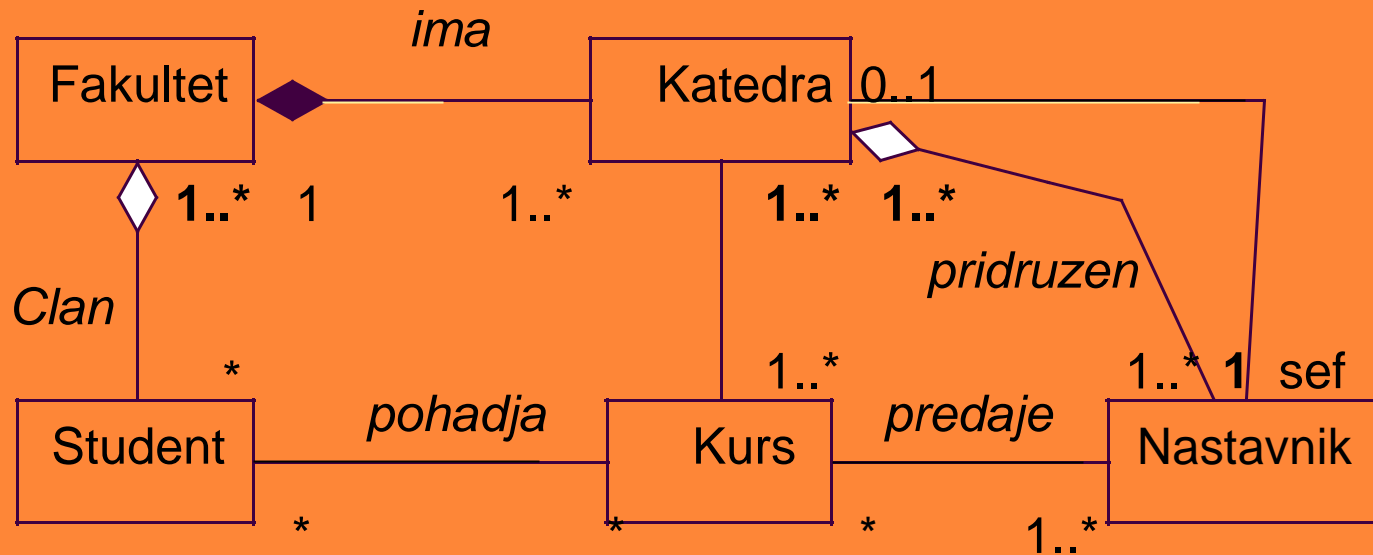 ima
Fakultet
Katedra 0..1
1..* 1 1..* 1..* 1..*
pridruzen
Clan
* 1..* 1..* 1 sef
pohadja predaje
Student Kurs Nastavnik
* * * 1..*